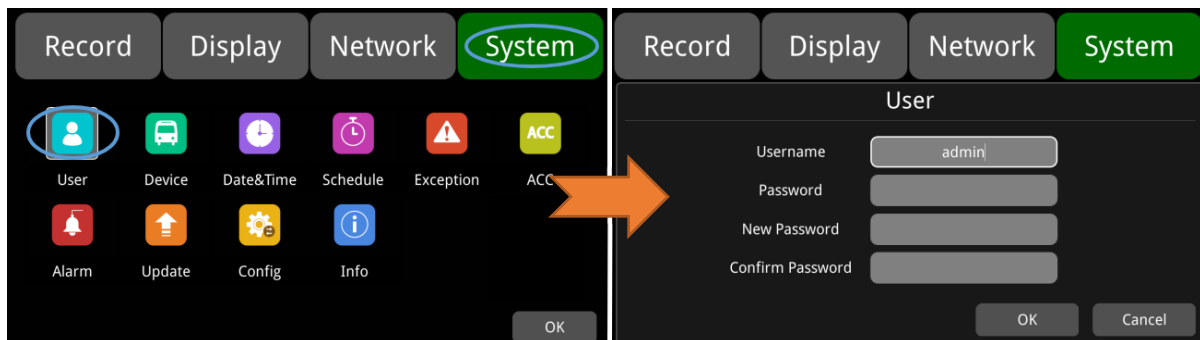 Record Display Network System
ACC
User Device Date&Time Schedule Exception ACC
Alarm Update Config Info
OK
Record Display Network System
User
Username admin
Password
New Password
Confirm Password
OK Cancel